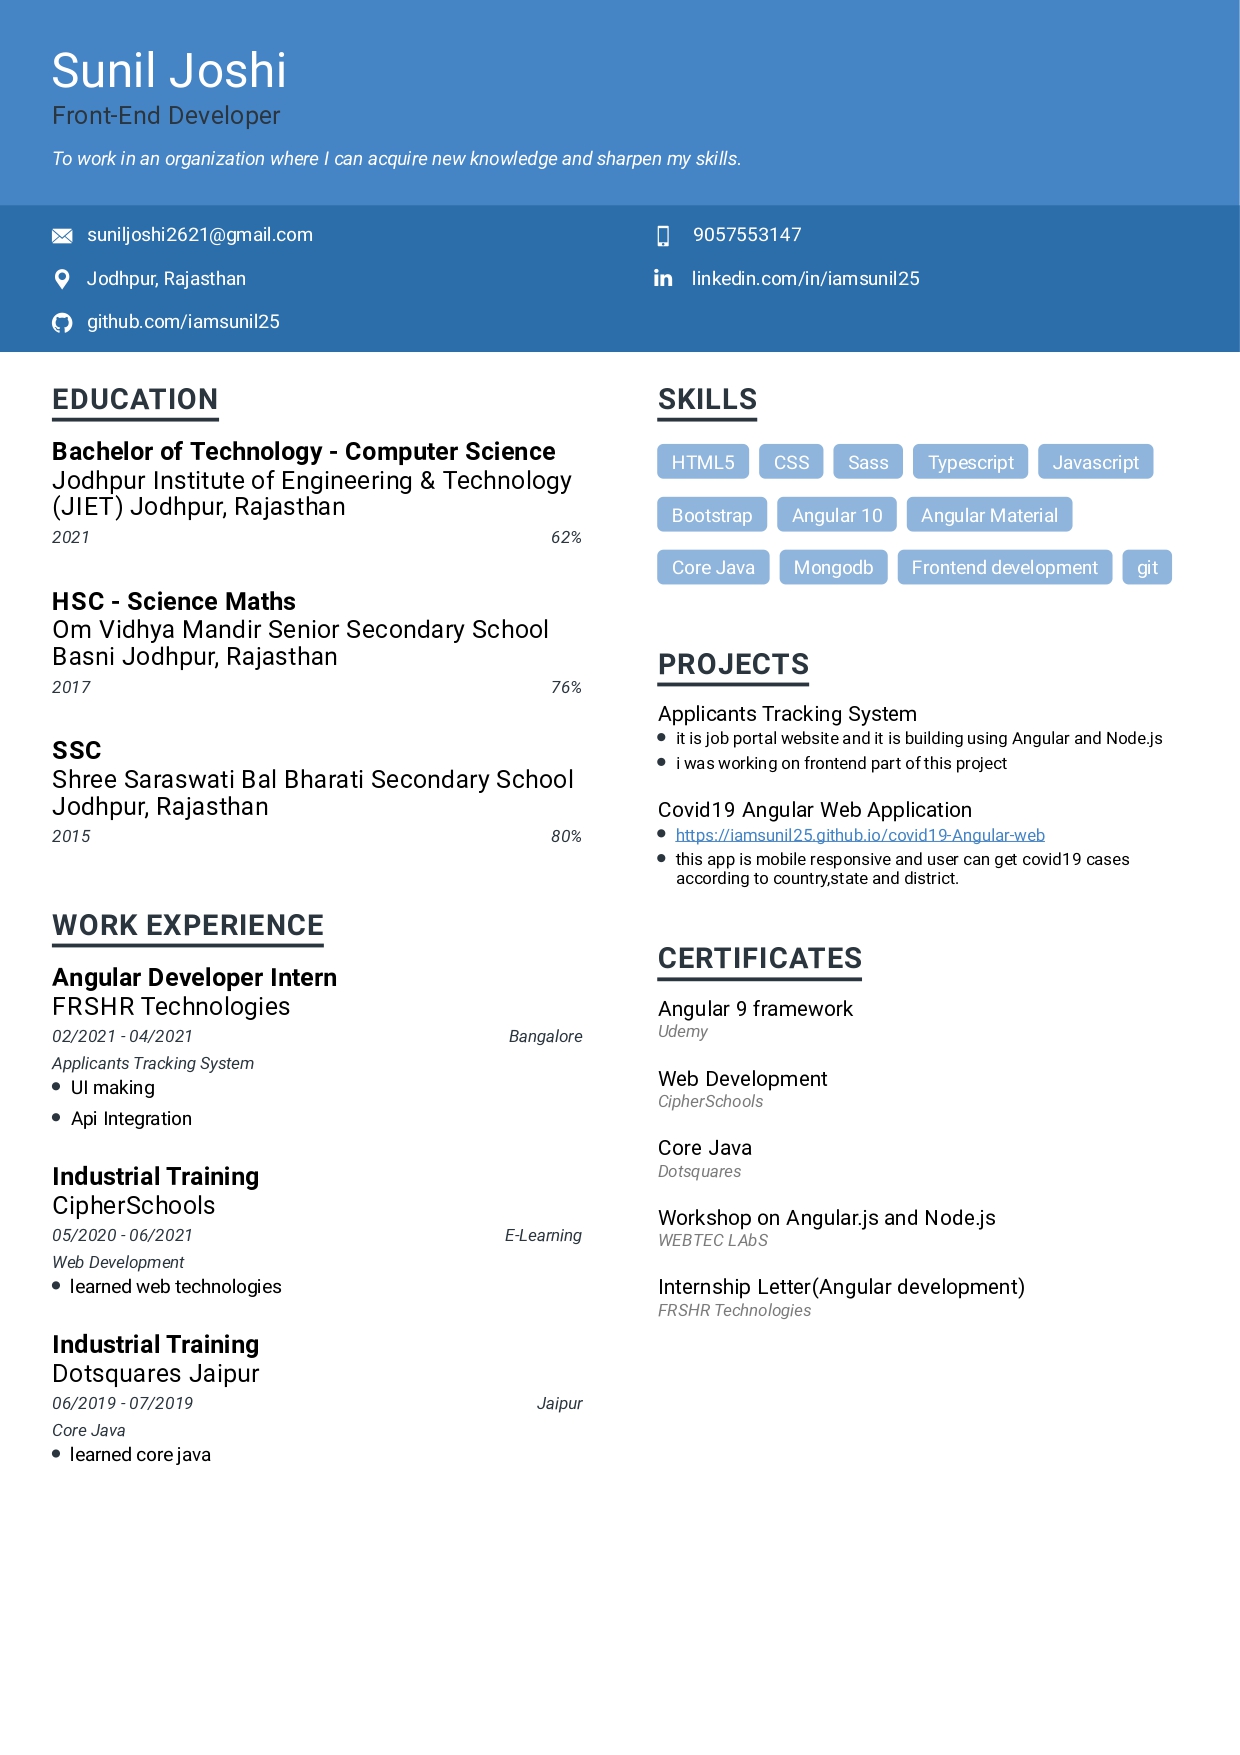 Sunil Joshi
Front-End Developer
To work in an organization where I can acquire new knowledge and sharpen my skills.
suniljoshi2621@gmail.com
9057553147
Jodhpur, Rajasthan
linkedin.com/in/iamsunil25
github.com/iamsunil25
EDUCATION
Bachelor of Technology - Computer Science
Jodhpur Institute of Engineering & Technology
(JIET) Jodhpur, Rajasthan
2021 62%
HSC - Science Maths
Om Vidhya Mandir Senior Secondary School
Basni Jodhpur, Rajasthan
2017 76%
SSC
Shree Saraswati Bal Bharati Secondary School
Jodhpur, Rajasthan
2015 80%
WORK EXPERIENCE
Angular Developer Intern
FRSHR Technologies
02/2021 - 04/2021 Bangalore
Applicants Tracking System
UI making
Api Integration
Industrial Training
CipherSchools
05/2020 - 06/2021 E-Learning
Web Development
learned web technologies
Industrial Training
Dotsquares Jaipur
06/2019 - 07/2019 Jaipur
Core Java
learned core java
SKILLS
HTML5 CSS Sass Typescript Javascript
Bootstrap Angular 10 Angular Material
Core Java Mongodb Frontend development git
PROJECTS
Applicants Tracking System
it is job portal website and it is building using Angular and Node.js
i was working on frontend part of this project
Covid19 Angular Web Application
https://iamsunil25.github.io/covid19-Angular-web
this app is mobile responsive and user can get covid19 cases
according to country,state and district.
CERTIFICATES
Angular 9 framework
Udemy
Web Development
CipherSchools
Core Java
Dotsquares
Workshop on Angular.js and Node.js
WEBTEC LAbS
Internship Letter(Angular development)
FRSHR Technologies